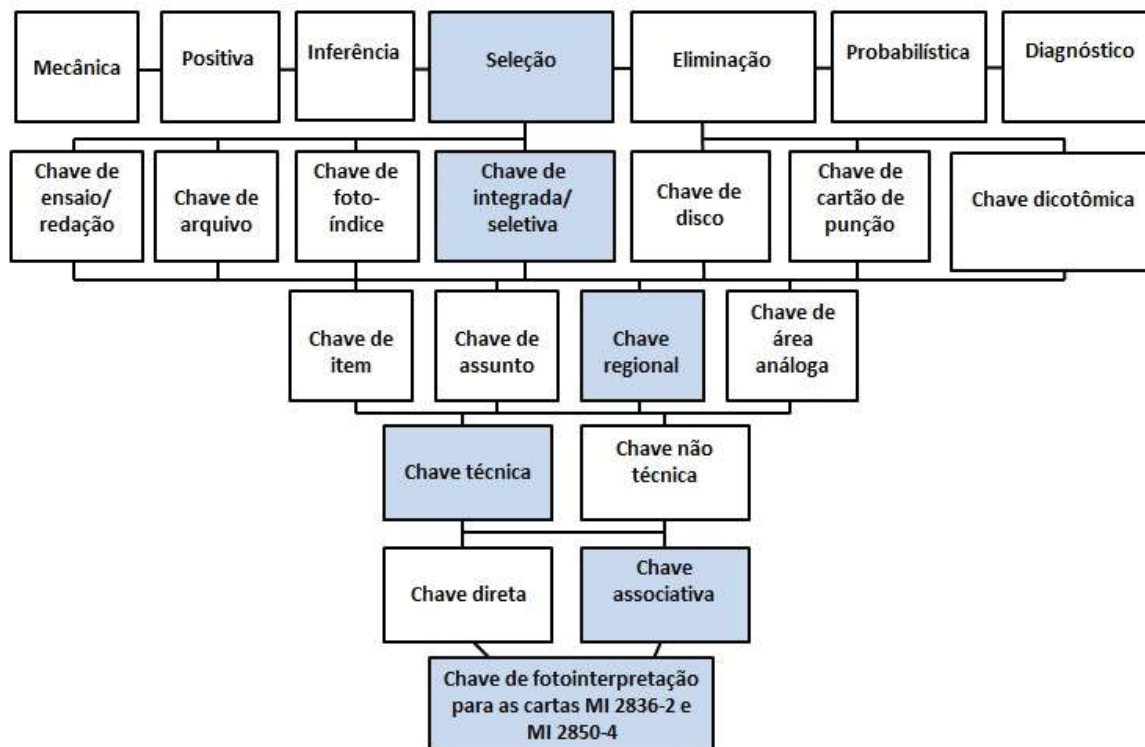 Mecânica
Positiva
Inferência
Seleção
Eliminação
Probabilística
Diagnóstico
Chave de
ensaio/
redação
Chave de
arquivo
Chave de
foto-
índice
Chave de
integrada/
seletiva
Chave de
disco
Chave de
cartão de
punção
Chave dicotômica
Chave de
item
Chave de
assunto
Chave
regional
Chave de
área
análoga
Chave técnica
Chave não
técnica
Chave direta
Chave
associativa
Chave de fotointerpretação
para as cartas MI 2836-2 e
MI 2850-4